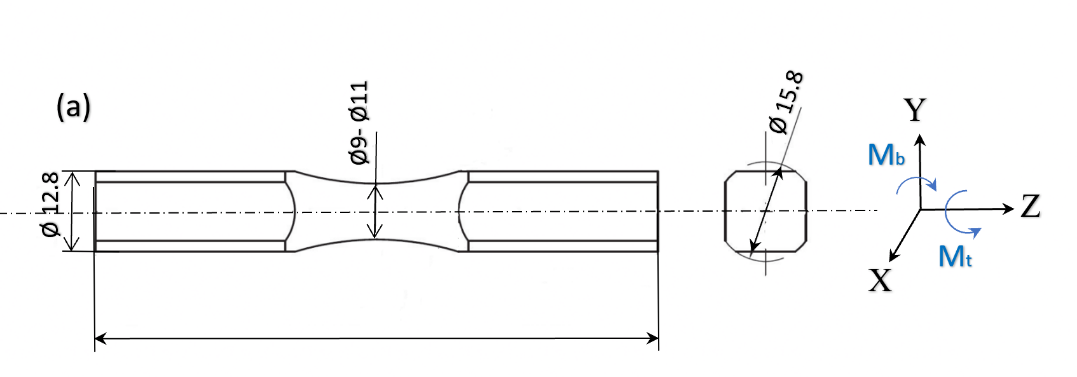 (a)
Ø 12.8
Ø9- Ø11
Ø 15.8
Y
Mb
Z
Mt
X